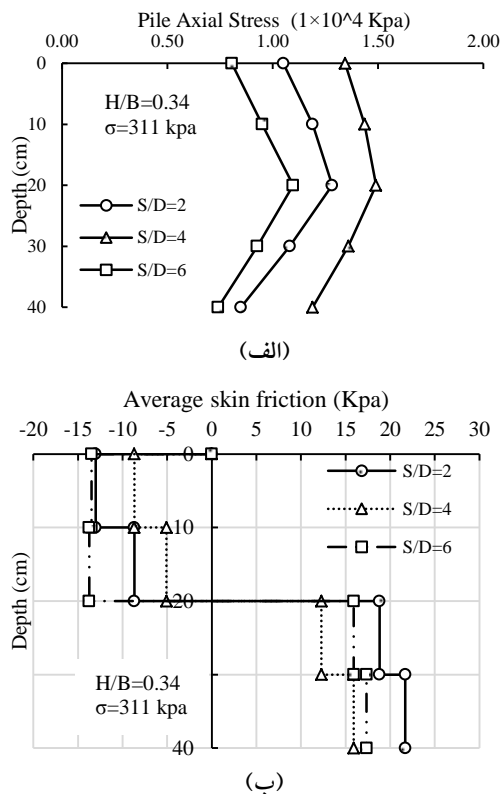 Pile Axial Stress (1×10^4 Kpa)
0.00 0.50 1.00 1.50 2.00
0
10
20
30
40
Depth (cm)
H/B=0.34
σ=311 kpa
S/D=2
S/D=4
S/D=6
(الف)
Average skin friction (Kpa)
-20 -15 -10 -5 0 5 10 15 20 25 30
0
10
20
30
40
Depth (cm)
S/D=2
S/D=4
S/D=6
H/B=0.34
σ=311 kpa
(ب)